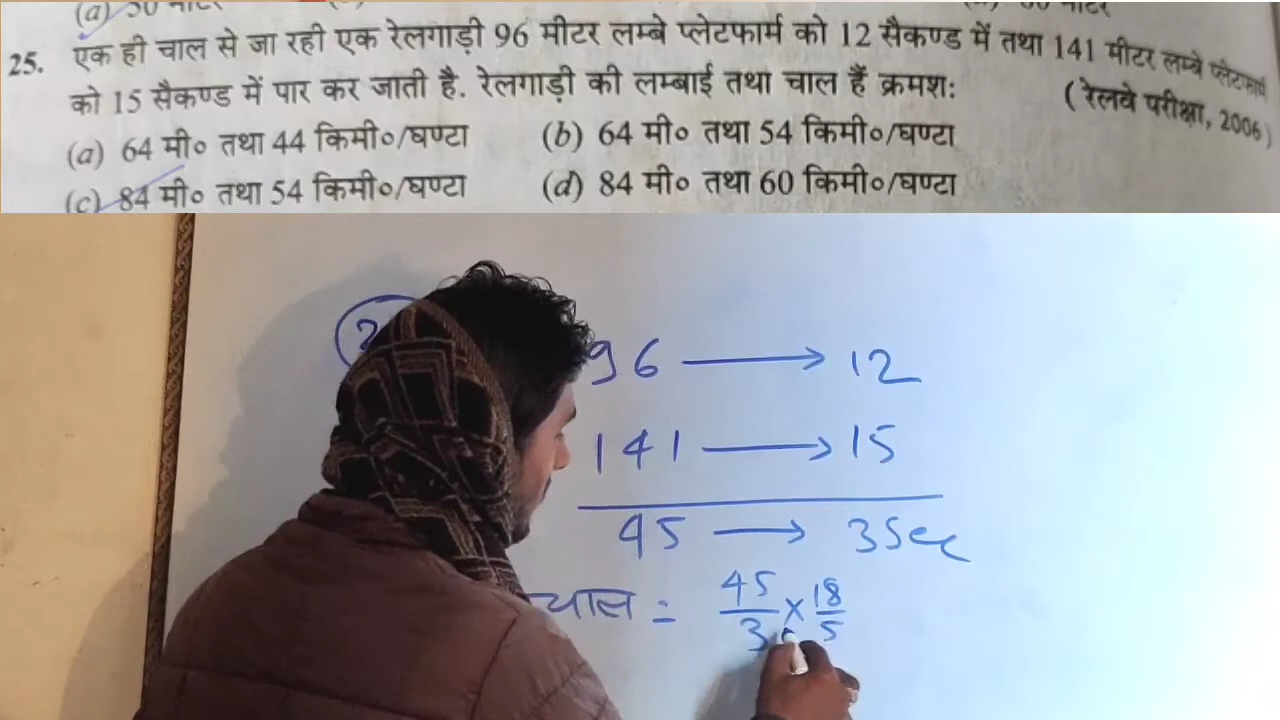 25. एक ही चाल से जा रही एक रेलगाड़ी 96 मीटर लम्बे प्लेटफार्म को 12 सैकण्ड में तथा 141 मीटर लम्बे प्लेटफार्म
को 15 सैकण्ड में पार कर जाती है. रेलगाड़ी की लम्बाई तथा चाल हैं क्रमश:
(रेलवे परीक्षा, 2006)
(a) 64 मी० तथा 44 किमी०/घण्टा (b) 64 मी० तथा 54 किमी०/घण्टा
(c) 84 मी० तथा 54 किमी०/घण्टा (d) 84 मी० तथा 60 किमी०/घण्टा
96 → 12
141 → 15
45 → 3 Sec
चाल = 45/3 × 18/5